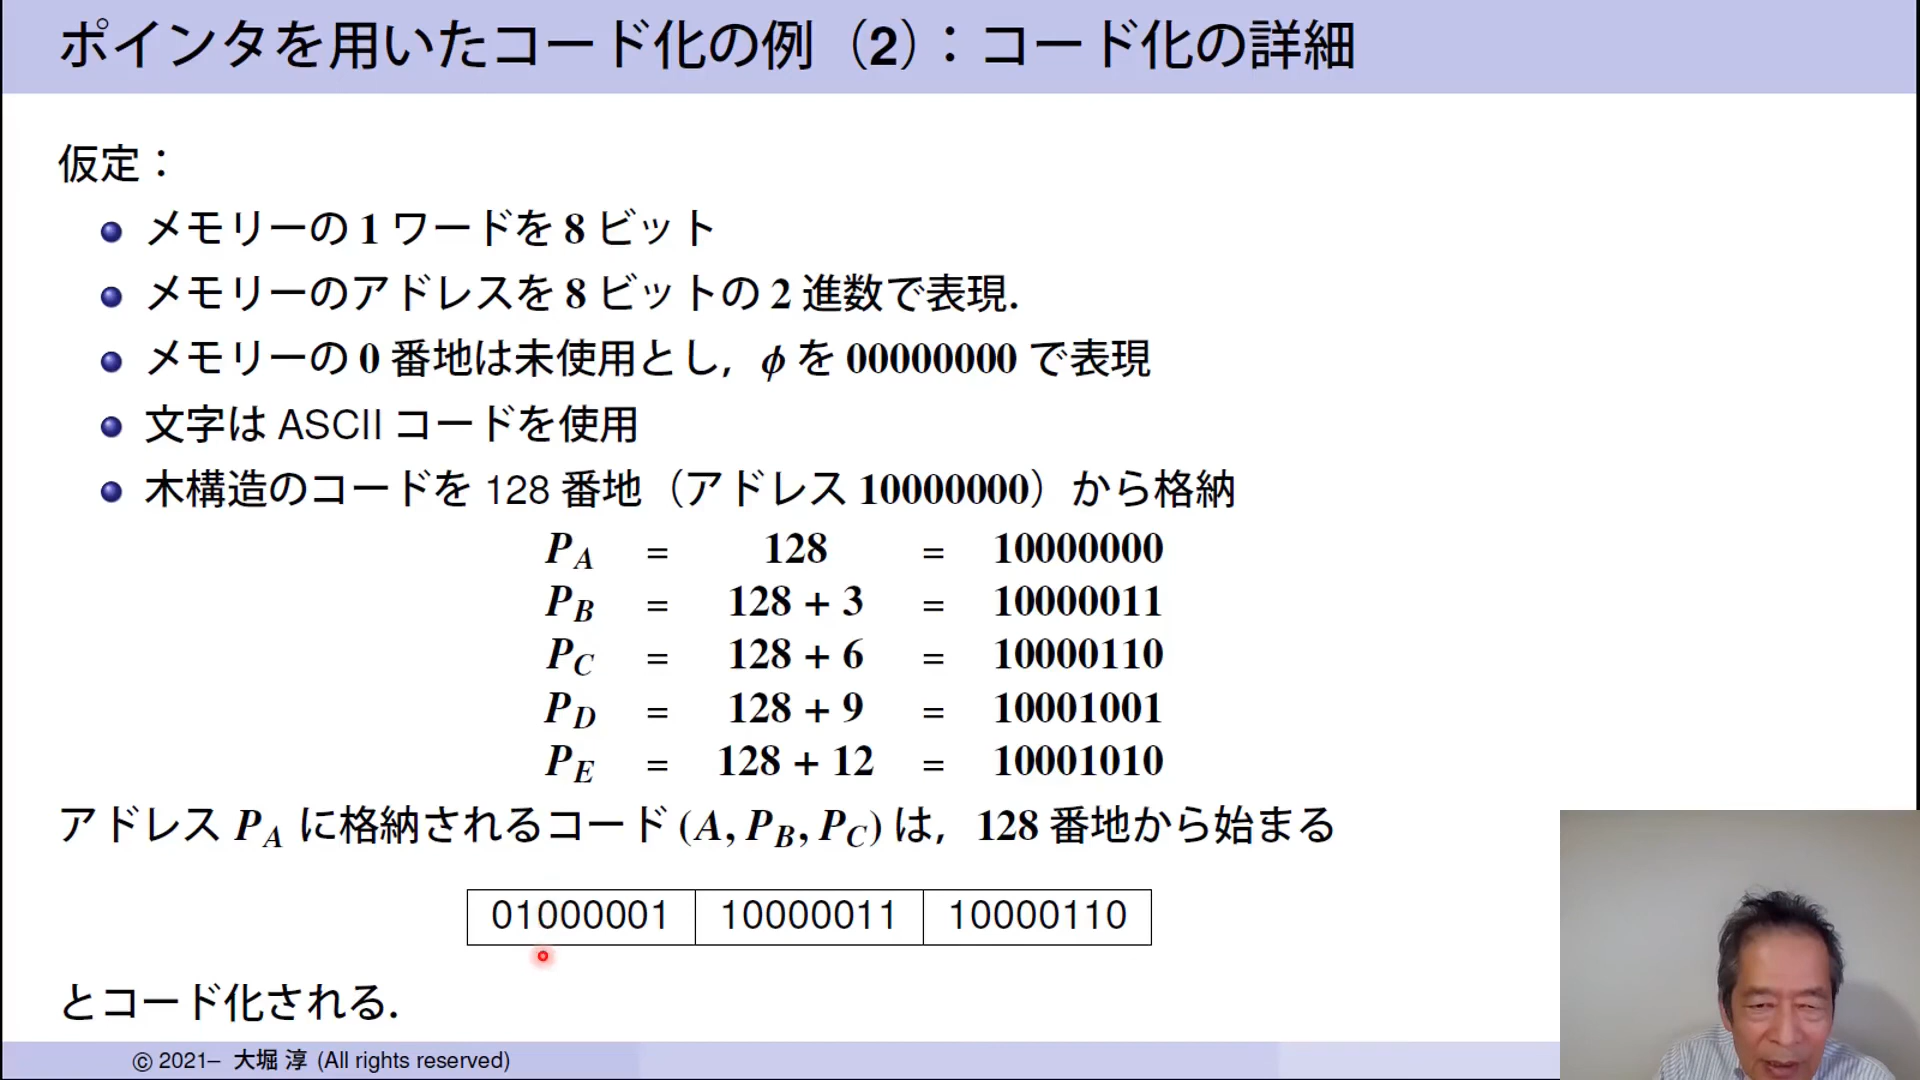 ポインタを用いたコード化の例（2）：コード化の詳細
仮定：
メモリーの 1 ワードを 8 ビット
メモリーのアドレスを 8 ビットの 2 進数で表現．
メモリーの 0 番地は未使用とし，ϕ を 00000000 で表現
文字は ASCII コードを使用
木構造のコードを 128 番地（アドレス 10000000）から格納
P_A = 128 = 10000000
P_B = 128 + 3 = 10000011
P_C = 128 + 6 = 10000110
P_D = 128 + 9 = 10001001
P_E = 128 + 12 = 10001010
アドレス P_A に格納されるコード (A, P_B, P_C) は，128 番地から始まる
01000001 10000011 10000110
とコード化される．
© 2021– 大堀 淳 (All rights reserved)